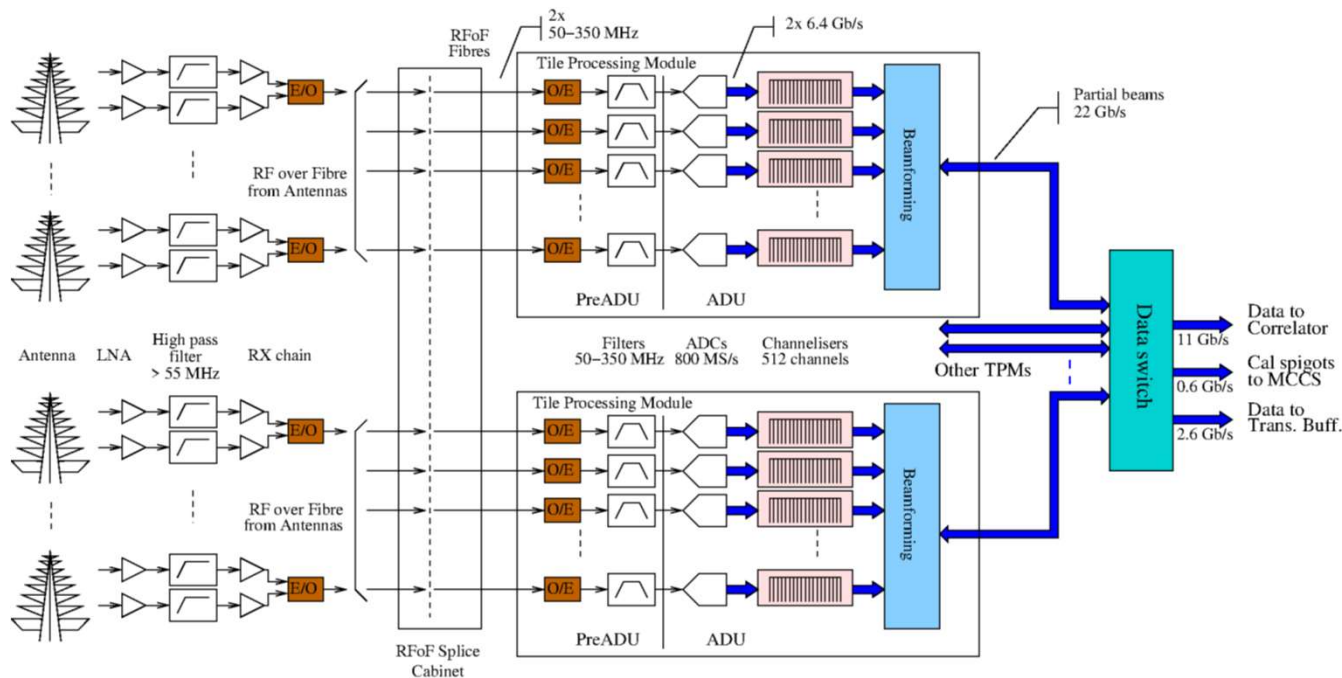 2x
50–350 MHz
RFoF
Fibres
2x 6.4 Gb/s
Tile Processing Module
E/O
O/E
O/E
O/E
Beamforming
Partial beams
22 Gb/s
RF over Fibre
from Antennas
E/O
O/E
PreADU
ADU
Data switch
Data to
Correlator
11 Gb/s
Cal spigots
to MCCS
0.6 Gb/s
Data to
Trans. Buff.
2.6 Gb/s
Antenna
LNA
High pass
filter
> 55 MHz
RX chain
Filters
50–350 MHz
ADCs
800 MS/s
Channelisers
512 channels
Other TPMs
Tile Processing Module
E/O
O/E
O/E
O/E
Beamforming
RF over Fibre
from Antennas
E/O
O/E
PreADU
ADU
RFoF Splice
Cabinet